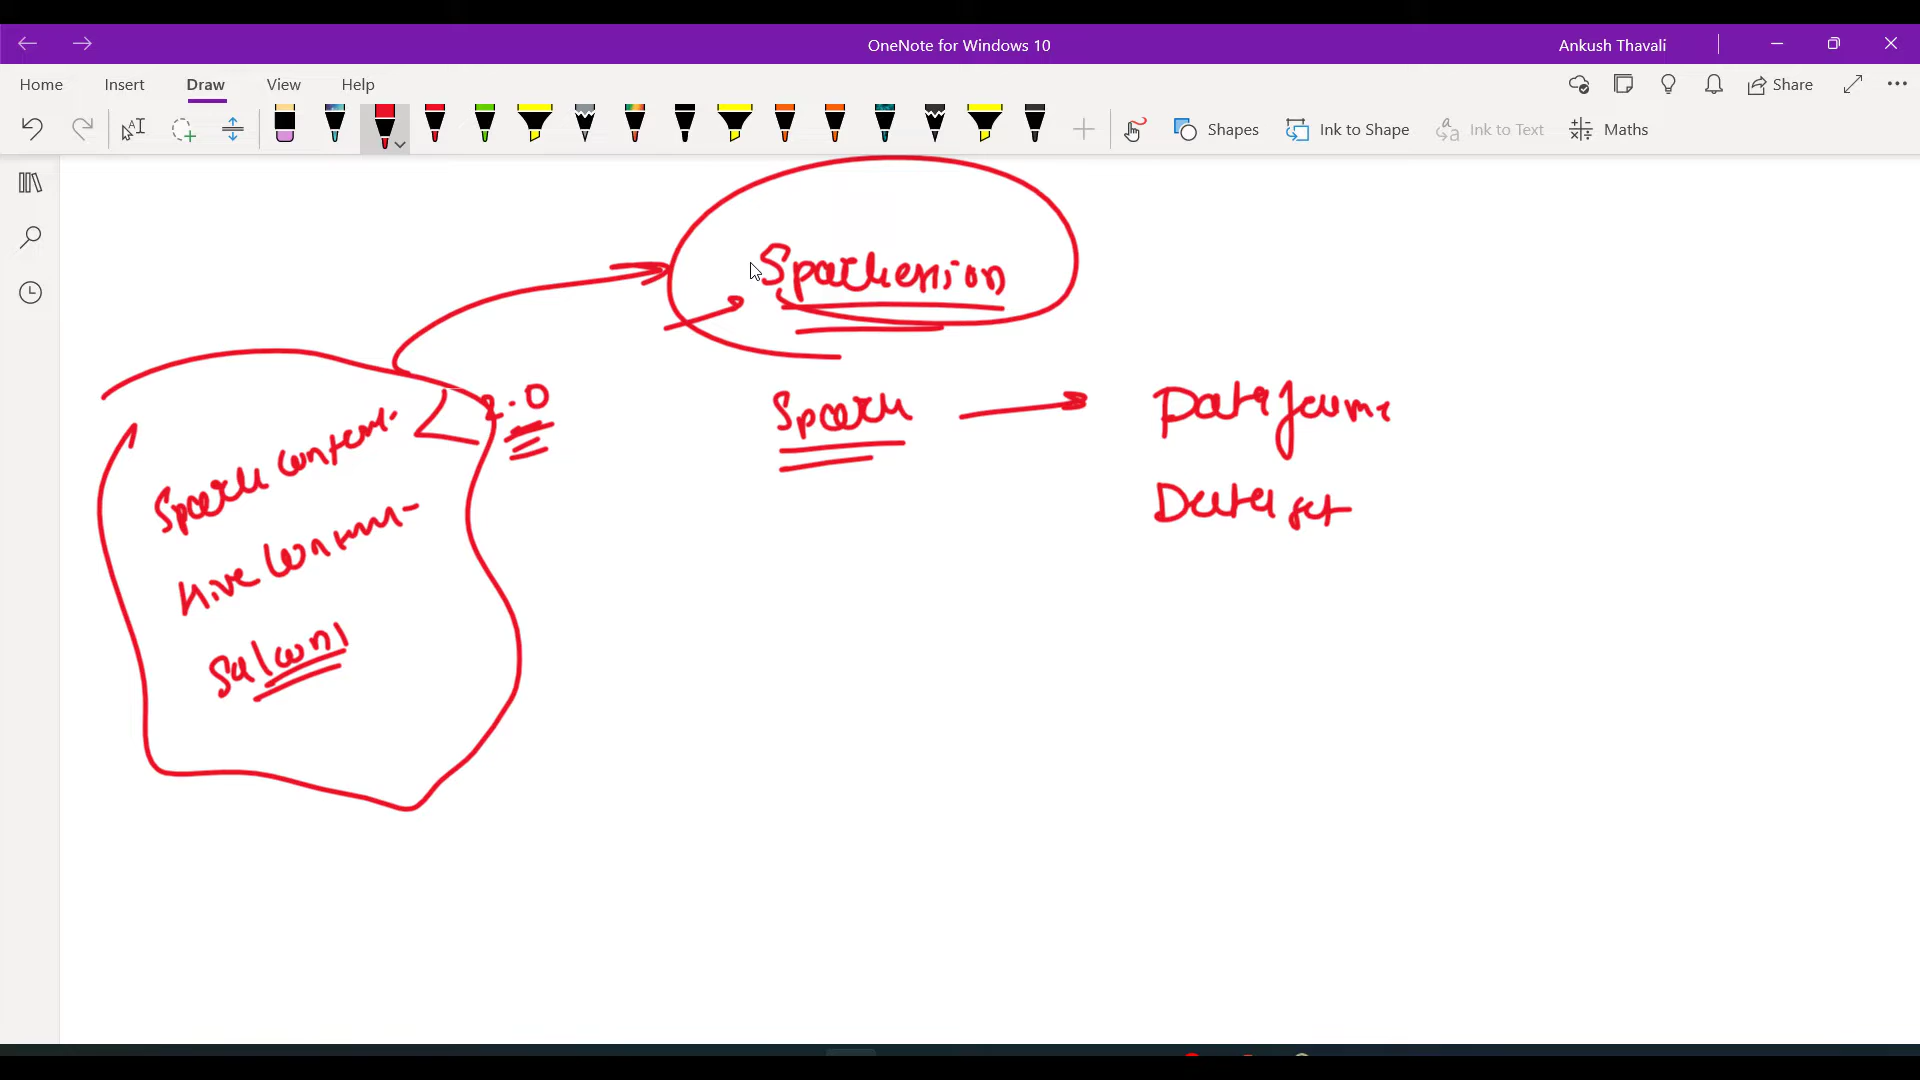 OneNote for Windows 10
Ankush Thavali
Home Insert Draw View Help
Share
Shapes
Ink to Shape
Ink to Text
Maths
Sparksession
< 2.0
Spark context
Hive Context
Sqlcont
Spark → Dataframe
Dataset